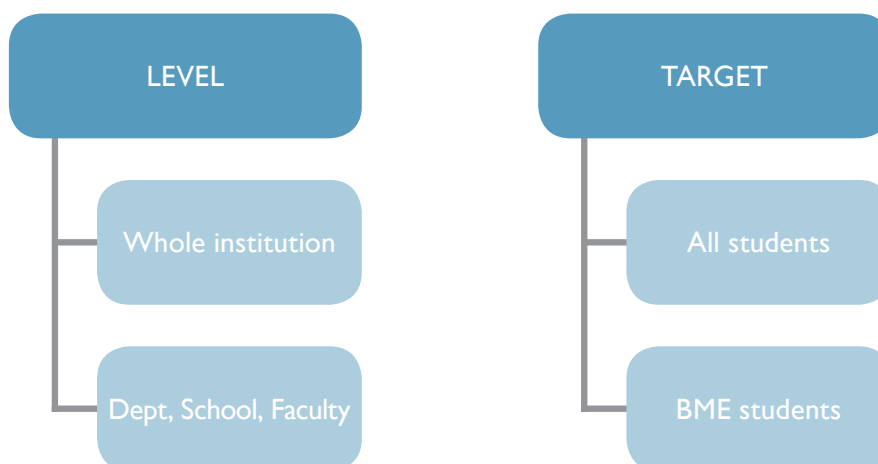 LEVEL
Whole institution
Dept, School, Faculty
TARGET
All students
BME students